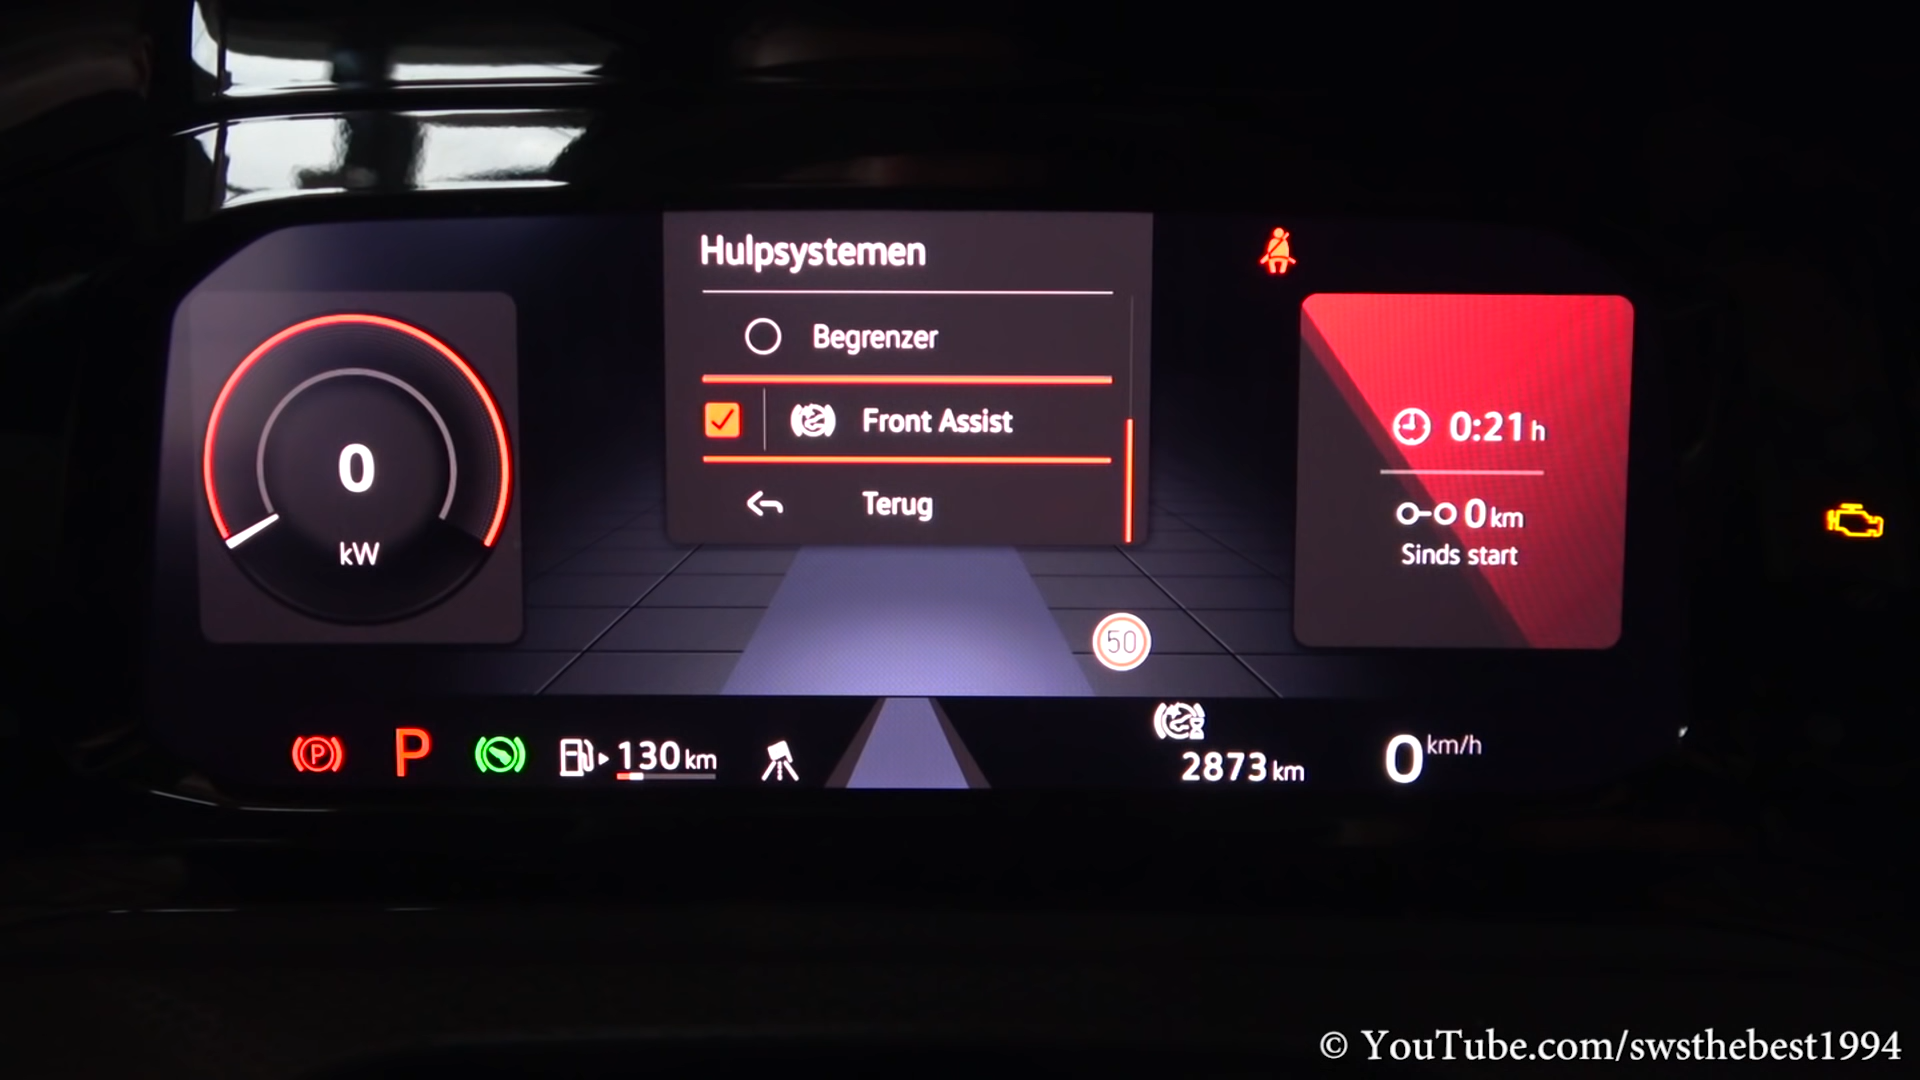 Hulpsystemen
Begrenzer
Front Assist
Terug
0
kW
0:21 h
0 km
Sinds start
50
P
P
130 km
2873 km
0 km/h
© YouTube.com/swsthebest1994